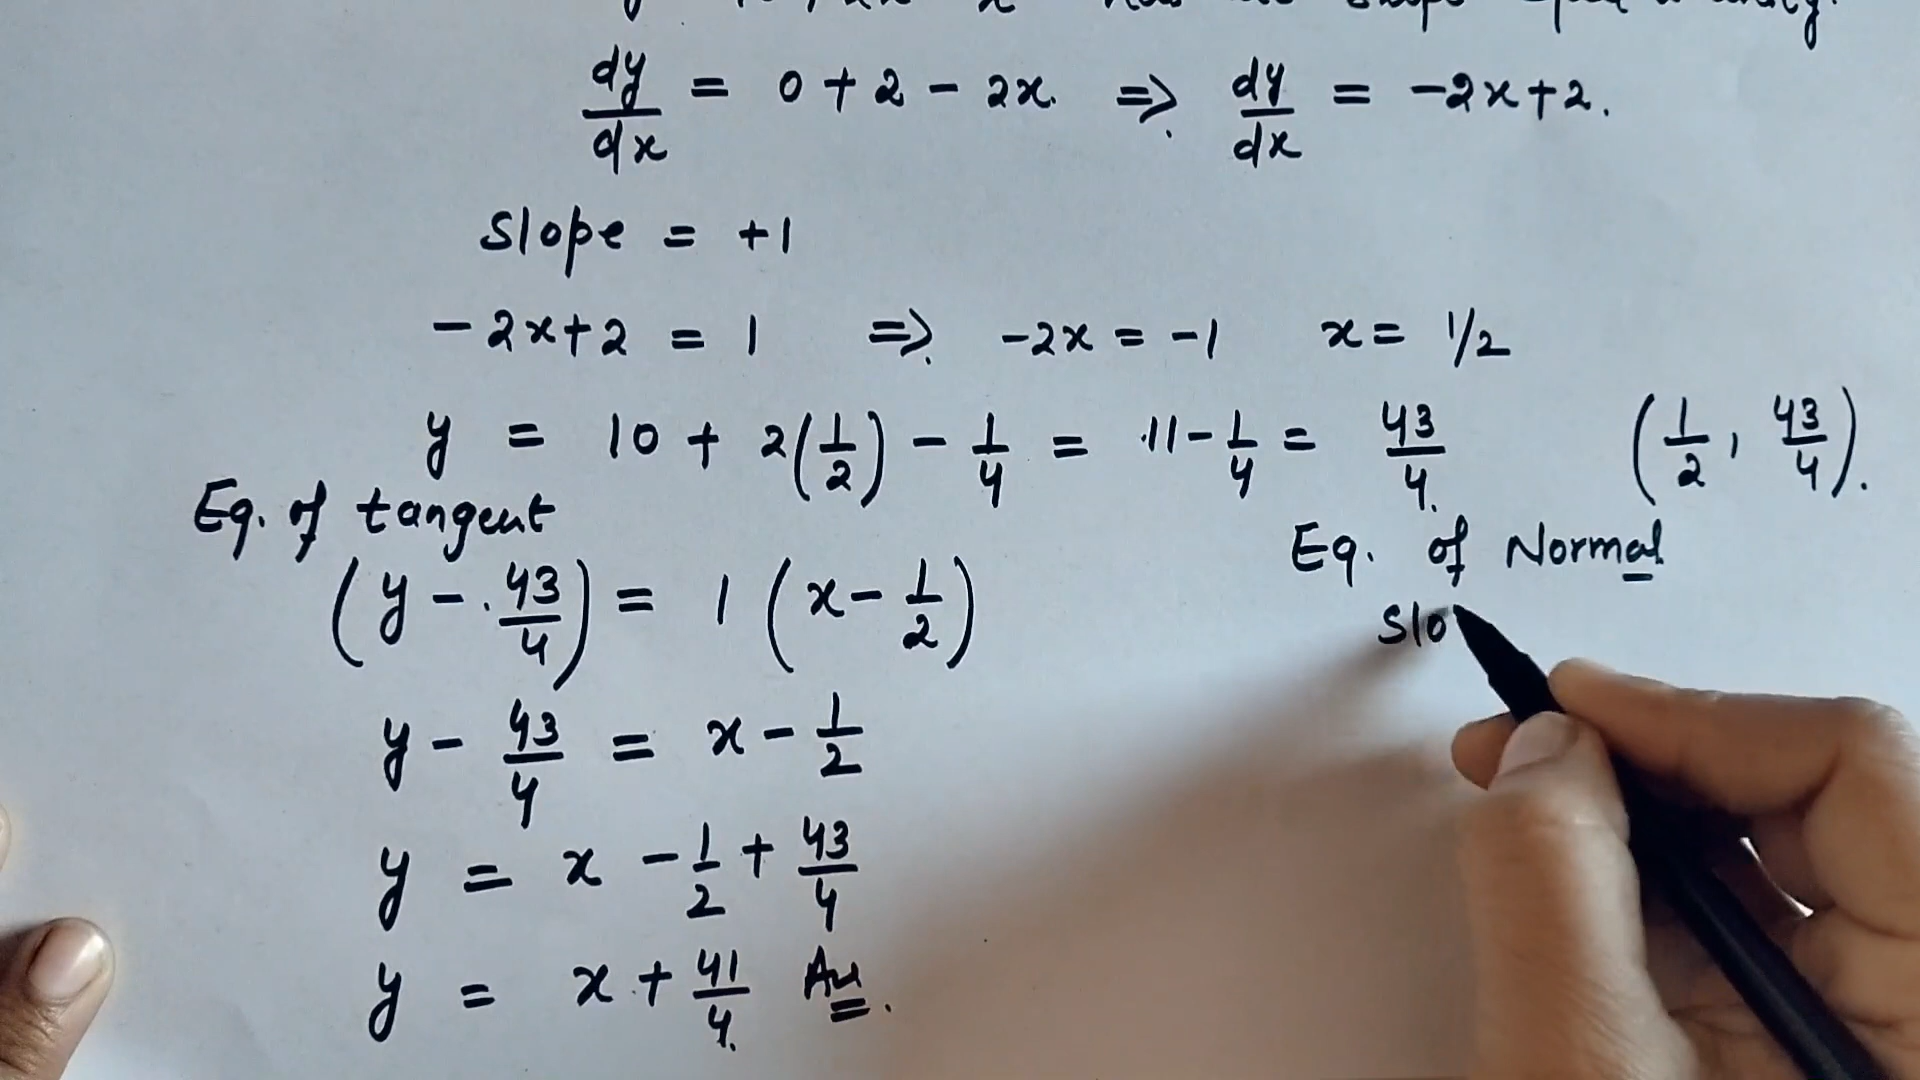 dy/dx = 0 + 2 - 2x. => dy/dx = -2x+2.
Slope = +1
-2x+2 = 1 => -2x = -1 x = 1/2
y = 10 + 2(1/2) - 1/4 = 11 - 1/4 = 43/4. (1/2, 43/4).
Eq. of tangent
(y - 43/4) = 1 (x - 1/2)
y - 43/4 = x - 1/2
y = x - 1/2 + 43/4
y = x + 41/4. Ans.
Eq. of Normal
Slo